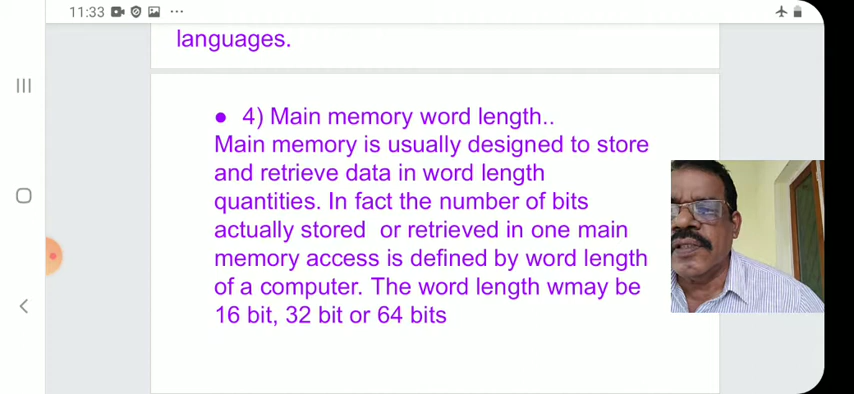 11:33
languages.
4) Main memory word length..
Main memory is usually designed to store
and retrieve data in word length
quantities. In fact the number of bits
actually stored or retrieved in one main
memory access is defined by word length
of a computer. The word length wmay be
16 bit, 32 bit or 64 bits